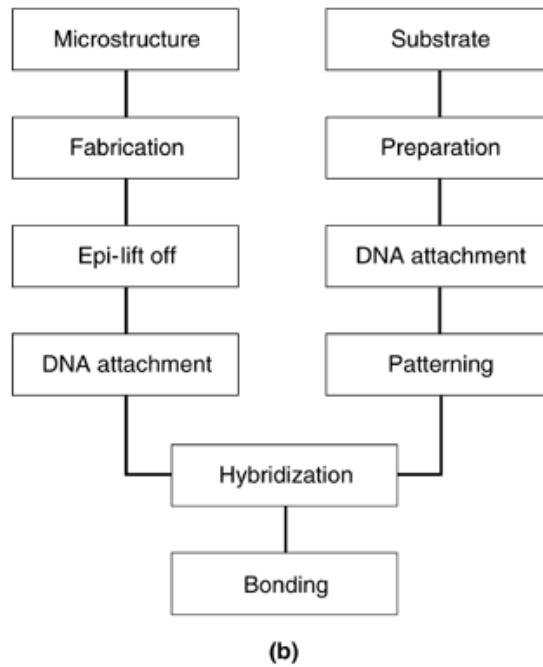 Microstructure
Substrate
Fabrication
Preparation
Epi-lift off
DNA attachment
DNA attachment
Patterning
Hybridization
Bonding
(b)